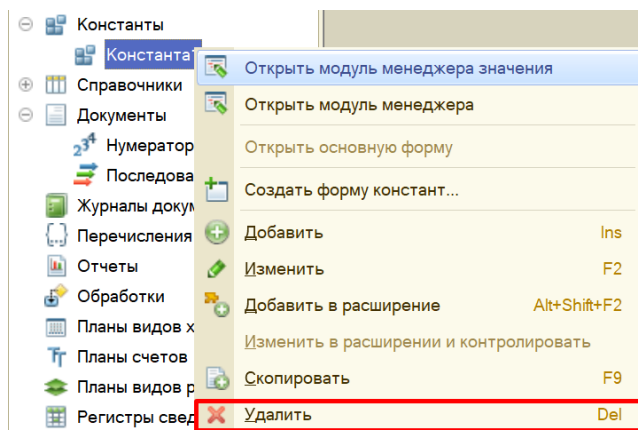 Константы
Константа1
Открыть модуль менеджера значения
Справочники
Открыть модуль менеджера
Документы
Нумератор
Открыть основную форму
Последова
Создать форму констант...
Журналы докум
Добавить Ins
Перечисления
Отчеты
Изменить F2
Обработки
Добавить в расширение Alt+Shift+F2
Планы видов х
Изменить в расширении и контролировать
Планы счетов
Скопировать F9
Планы видов р
Регистры свед
Удалить Del